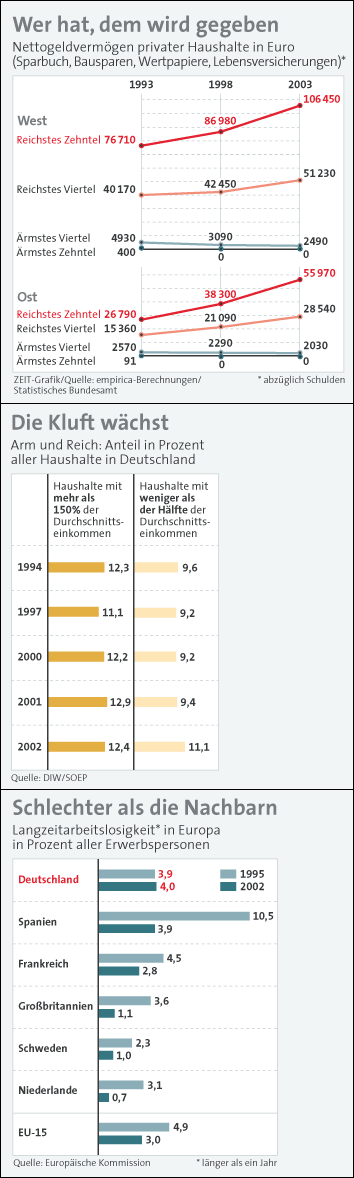 Wer hat, dem wird gegeben
Nettogeldvermögen privater Haushalte in Euro
(Sparbuch, Bausparen, Wertpapiere, Lebensversicherungen)*
1993 1998 2003
West
Reichstes Zehntel 76 710 86 980 106 450
Reichstes Viertel 40 170 42 450 51 230
Ärmstes Viertel 4930 3090 2490
Ärmstes Zehntel 400 0 0
Ost
Reichstes Zehntel 26 790 38 300 55 970
Reichstes Viertel 15 360 21 090 28 540
Ärmstes Viertel 2570 2290 2030
Ärmstes Zehntel 91 0 0
ZEIT-Grafik/Quelle: empirica-Berechnungen/ * abzüglich Schulden
Statistisches Bundesamt
Die Kluft wächst
Arm und Reich: Anteil in Prozent
aller Haushalte in Deutschland
Haushalte mit Haushalte mit
mehr als weniger als
150% der der Hälfte der
Durchschnitts- Durchschnitts-
einkommen einkommen
1994 12,3 9,6
1997 11,1 9,2
2000 12,2 9,2
2001 12,9 9,4
2002 12,4 11,1
Quelle: DIW/SOEP
Schlechter als die Nachbarn
Langzeitarbeitslosigkeit* in Europa
in Prozent aller Erwerbspersonen
Deutschland 3,9 1995
4,0 2002
Spanien 10,5
3,9
Frankreich 4,5
2,8
Großbritannien 3,6
1,1
Schweden 2,3
1,0
Niederlande 3,1
0,7
EU-15 4,9
3,0
Quelle: Europäische Kommission * länger als ein Jahr